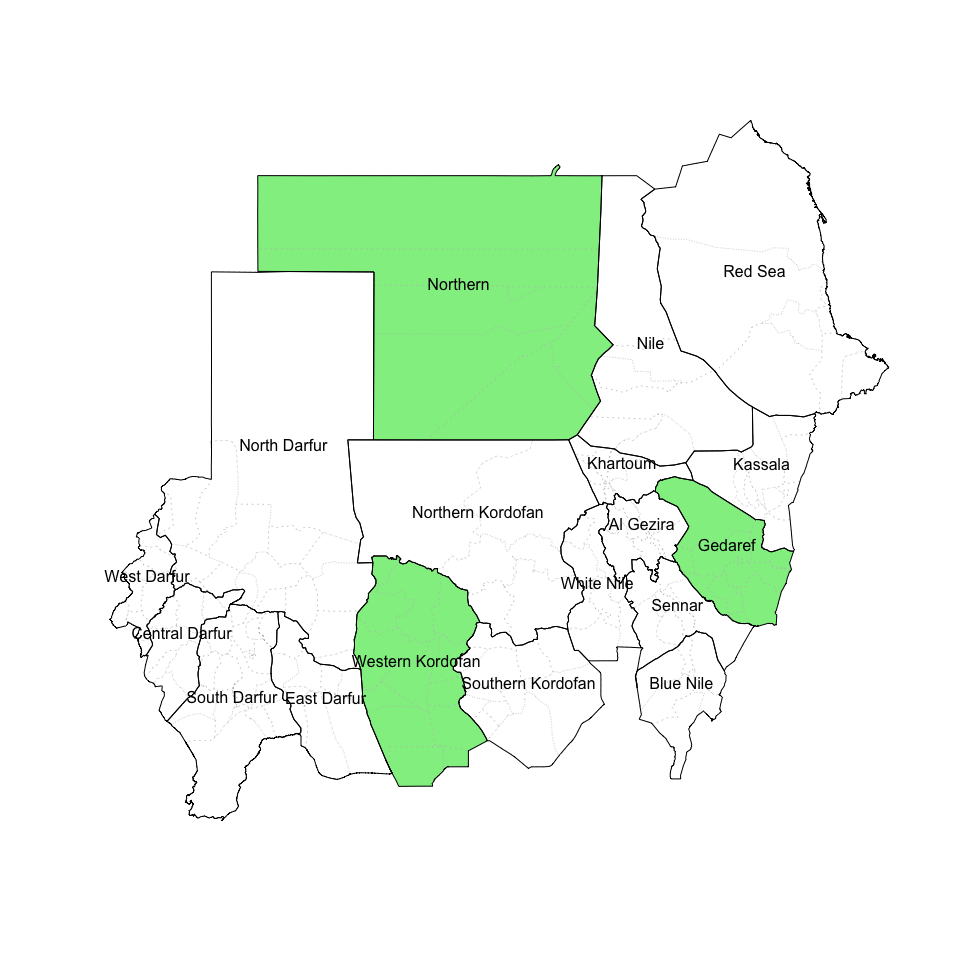 Red Sea
Northern
Nile
North Darfur
Khartoum
Kassala
Northern Kordofan
Al Gezira
Gedaref
West Darfur
White Nile
Sennar
Central Darfur
Western Kordofan
Southern Kordofan
Blue Nile
South Darfur
East Darfur